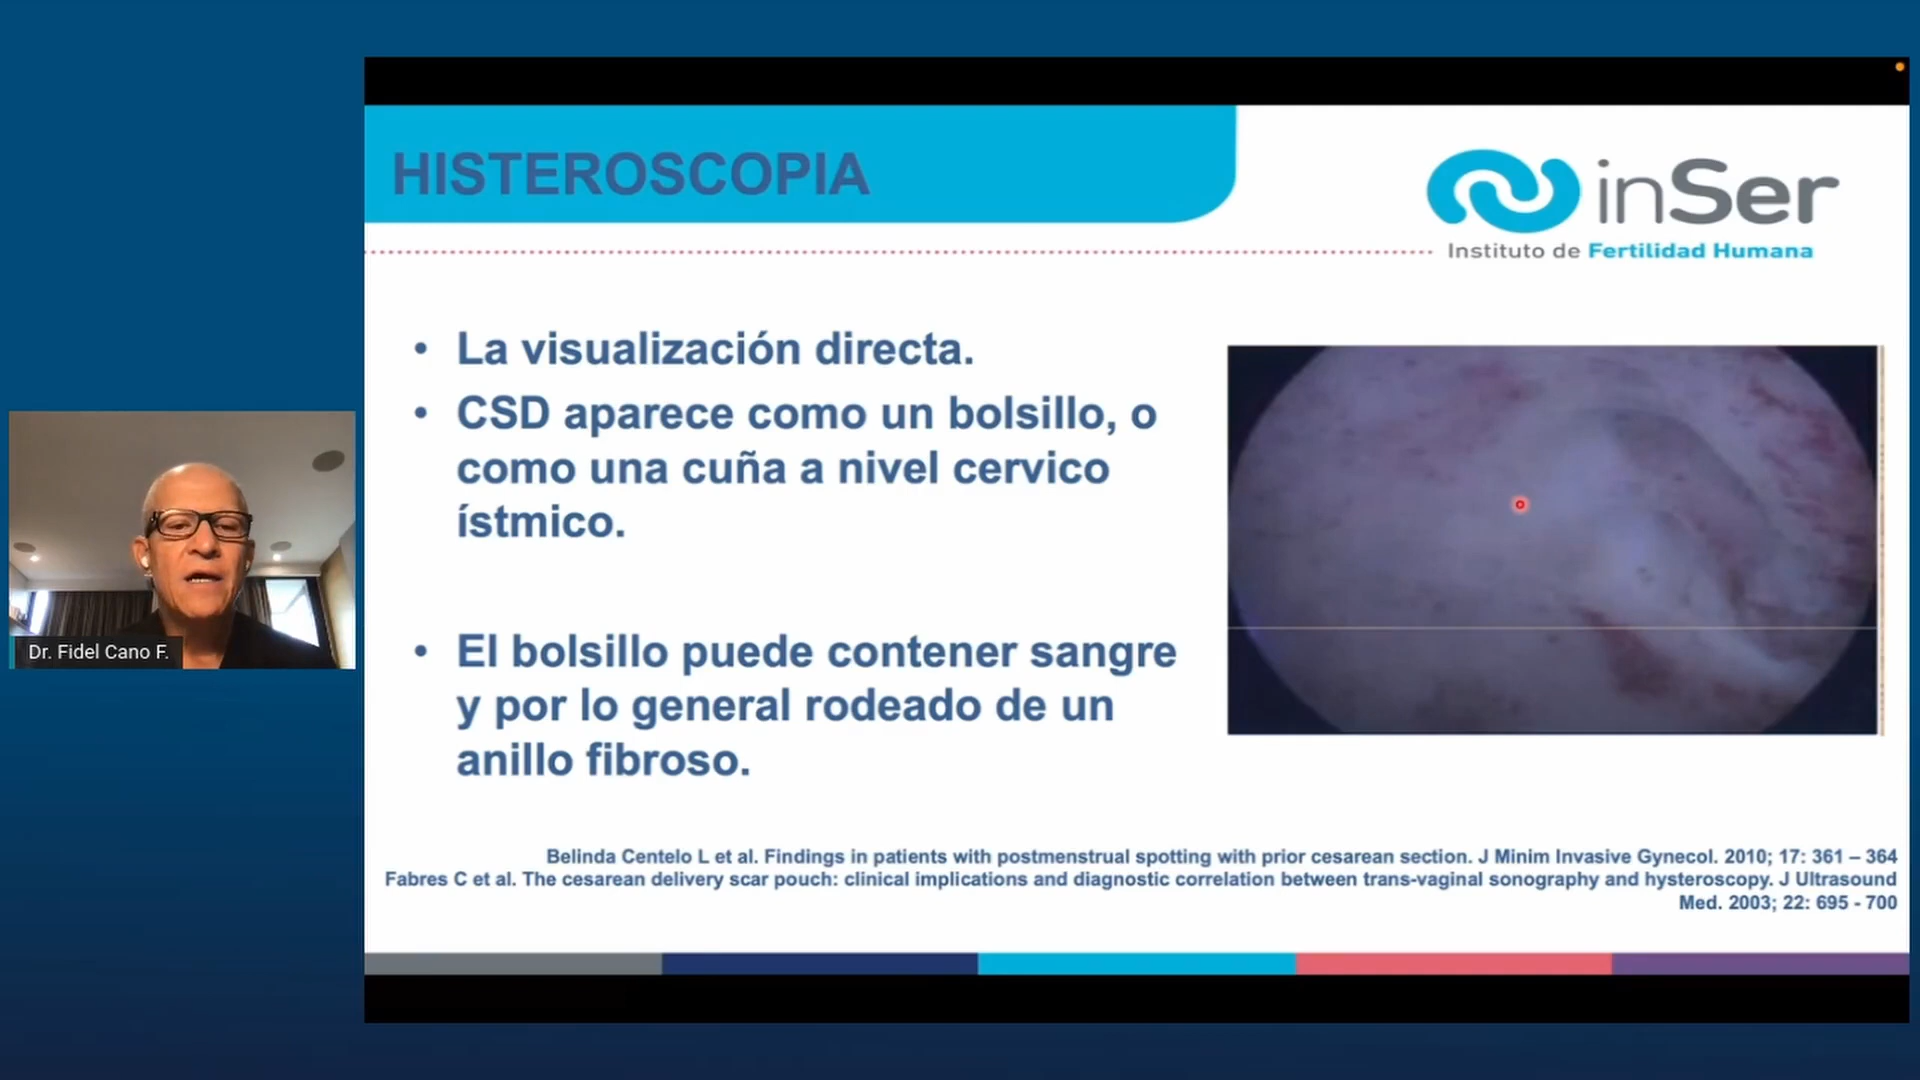 HISTEROSCOPIA
inSer
Instituto de Fertilidad Humana
• La visualización directa.
• CSD aparece como un bolsillo, o
como una cuña a nivel cervico
ístmico.
• El bolsillo puede contener sangre
y por lo general rodeado de un
anillo fibroso.
Dr. Fidel Cano F.
Belinda Centelo L et al. Findings in patients with postmenstrual spotting with prior cesarean section. J Minim Invasive Gynecol. 2010; 17: 361 – 364
Fabres C et al. The cesarean delivery scar pouch: clinical implications and diagnostic correlation between trans-vaginal sonography and hysteroscopy. J Ultrasound
Med. 2003; 22: 695 - 700